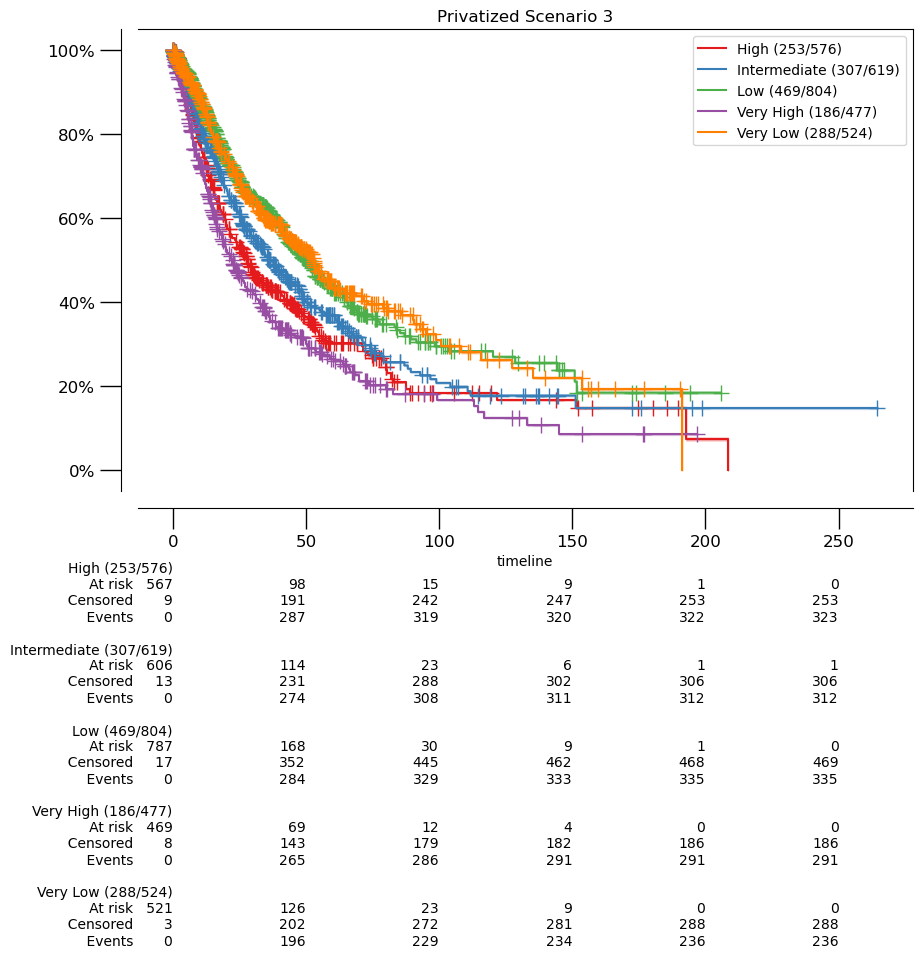 Privatized Scenario 3
High (253/576)
Intermediate (307/619)
Low (469/804)
Very High (186/477)
Very Low (288/524)
100%
80%
60%
40%
20%
0%
0 50 100 150 200 250
timeline
High (253/576)
At risk 567 98 15 9 1 0
Censored 9 191 242 247 253 253
Events 0 287 319 320 322 323
Intermediate (307/619)
At risk 606 114 23 6 1 1
Censored 13 231 288 302 306 306
Events 0 274 308 311 312 312
Low (469/804)
At risk 787 168 30 9 1 0
Censored 17 352 445 462 468 469
Events 0 284 329 333 335 335
Very High (186/477)
At risk 469 69 12 4 0 0
Censored 8 143 179 182 186 186
Events 0 265 286 291 291 291
Very Low (288/524)
At risk 521 126 23 9 0 0
Censored 3 202 272 281 288 288
Events 0 196 229 234 236 236